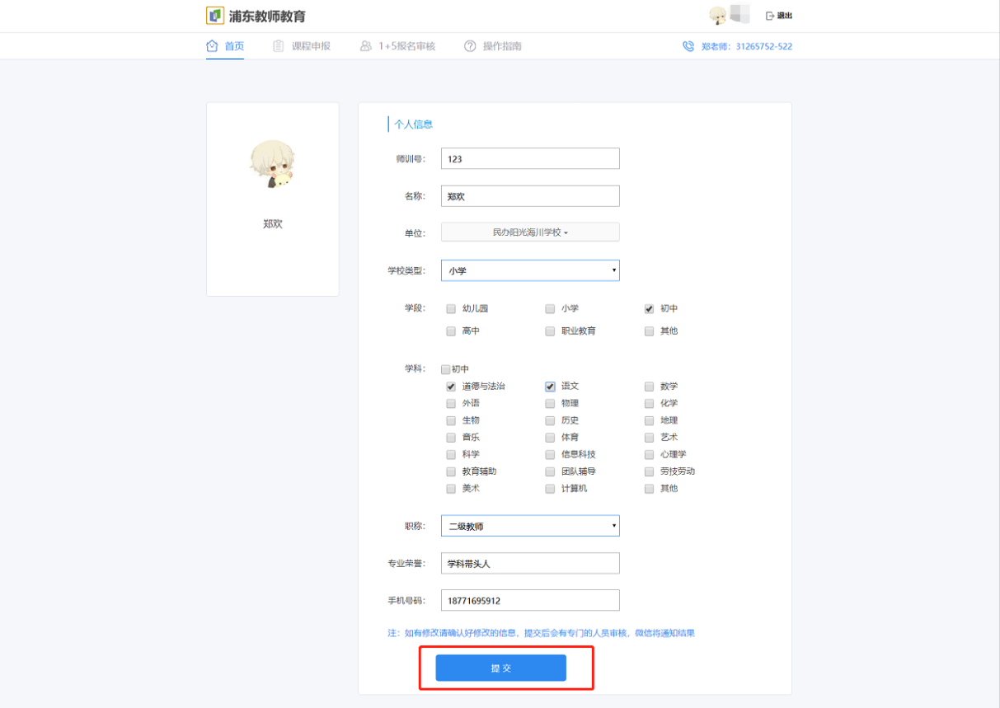 浦东教师教育
退出
首页 课程申报 1+5报名审核 操作指南 郑老师：31265752-522
郑欢
个人信息
师训号： 123
名称： 郑欢
单位： 民办阳光海川学校
学校类型： 小学
学段： 幼儿园 小学 初中
高中 职业教育 其他
学科： 初中
道德与法治 语文 数学
外语 物理 化学
生物 历史 地理
音乐 体育 艺术
科学 信息科技 心理学
教育辅助 团队辅导 劳技劳动
美术 计算机 其他
职称： 二级教师
专业荣誉： 学科带头人
手机号码： 18771695912
注：如有修改请确认好修改的信息，提交后会有专门的人员审核，微信将通知结果
提 交